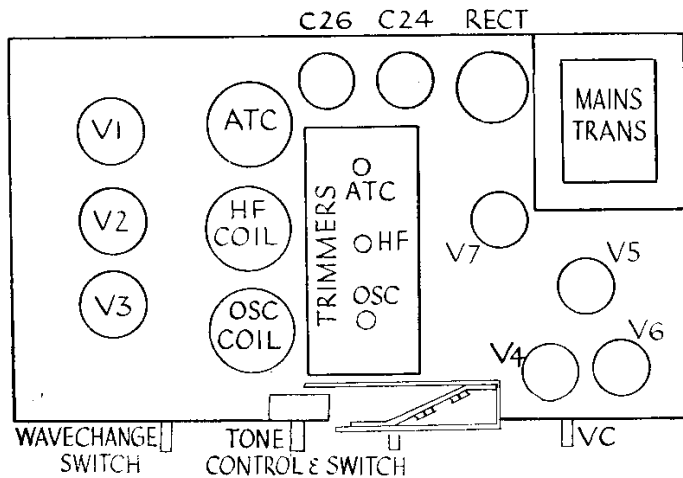 C26 C24 RECT
MAINS
TRANS
V1
ATC
ATC
V2
HF
COIL
TRIMMERS
HF
V7
V5
V3
OSC
COIL
OSC
V4
V6
WAVECHANGE
SWITCH
TONE
CONTROL & SWITCH
VC